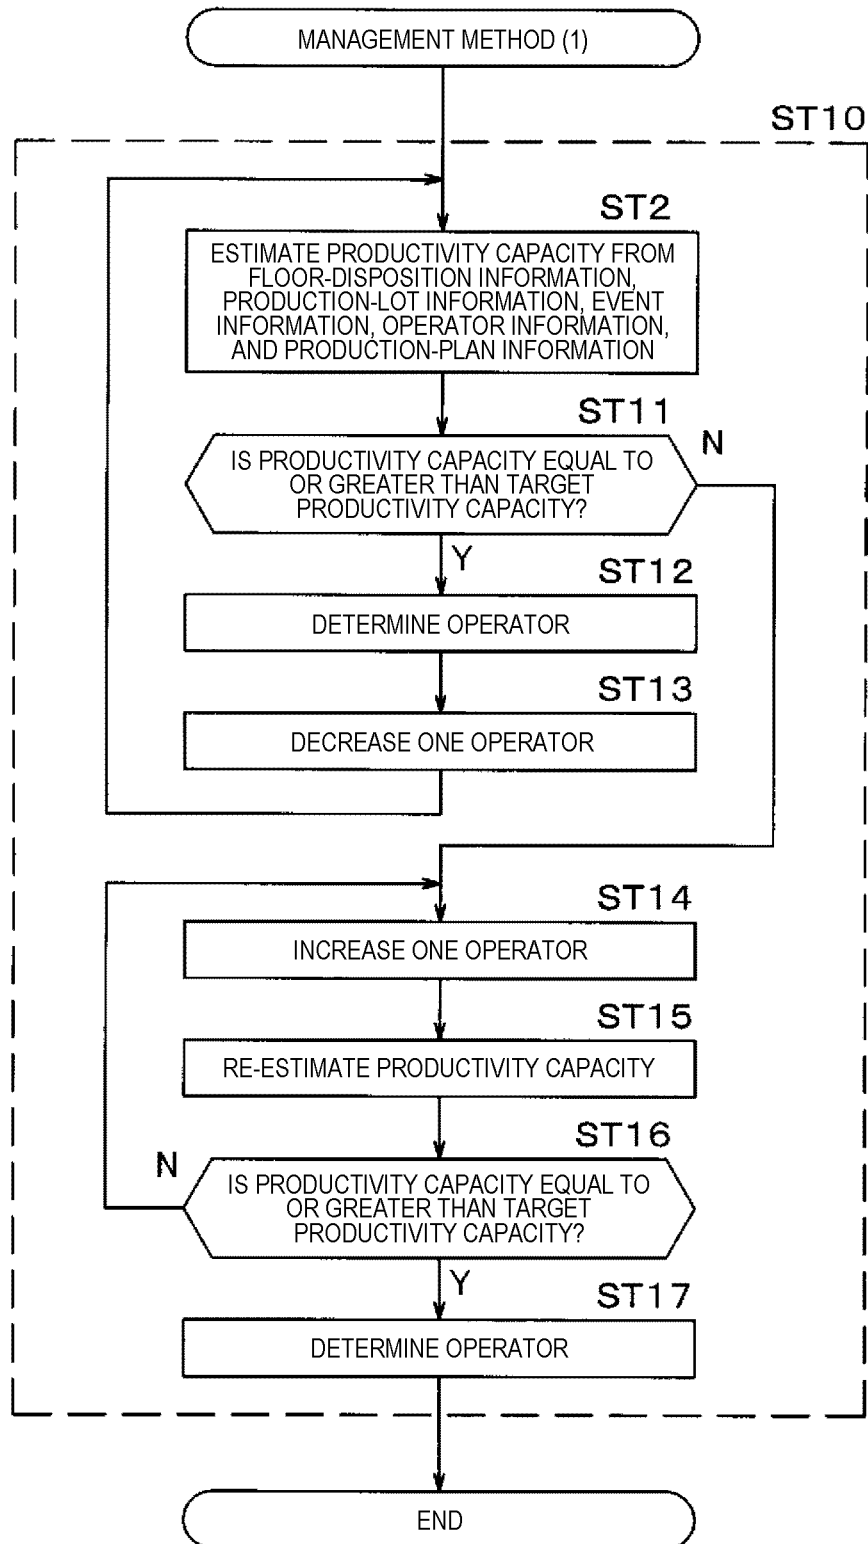 MANAGEMENT METHOD (1)
ST10
ST2
ESTIMATE PRODUCTIVITY CAPACITY FROM
FLOOR-DISPOSITION INFORMATION,
PRODUCTION-LOT INFORMATION, EVENT
INFORMATION, OPERATOR INFORMATION,
AND PRODUCTION-PLAN INFORMATION
ST11
N
IS PRODUCTIVITY CAPACITY EQUAL TO
OR GREATER THAN TARGET
PRODUCTIVITY CAPACITY?
Y
ST12
DETERMINE OPERATOR
ST13
DECREASE ONE OPERATOR
ST14
INCREASE ONE OPERATOR
ST15
RE-ESTIMATE PRODUCTIVITY CAPACITY
ST16
N
IS PRODUCTIVITY CAPACITY EQUAL TO
OR GREATER THAN TARGET
PRODUCTIVITY CAPACITY?
Y
ST17
DETERMINE OPERATOR
END